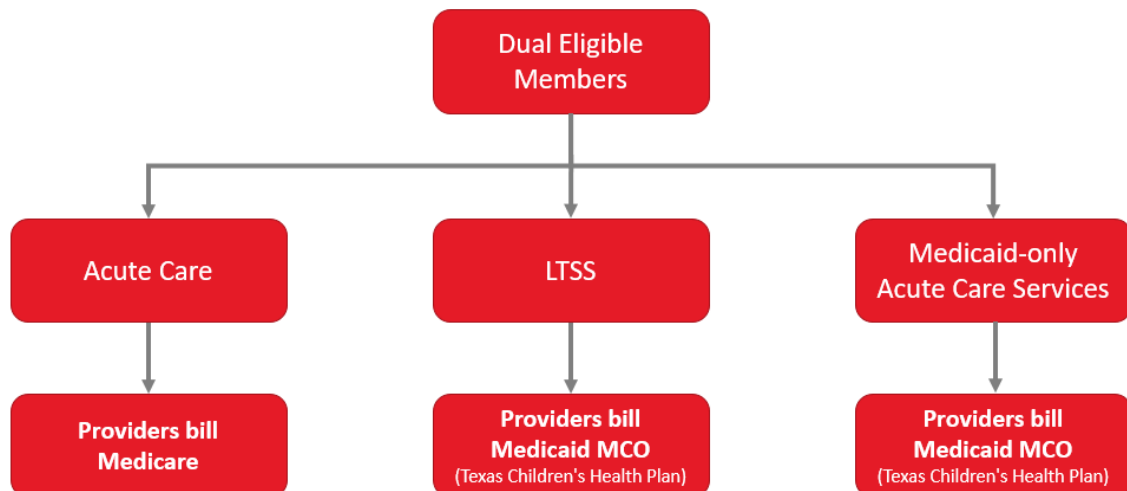 Dual Eligible
Members
Acute Care
LTSS
Medicaid-only
Acute Care Services
Providers bill
Medicare
Providers bill
Medicaid MCO
(Texas Children's Health Plan)
Providers bill
Medicaid MCO
(Texas Children's Health Plan)